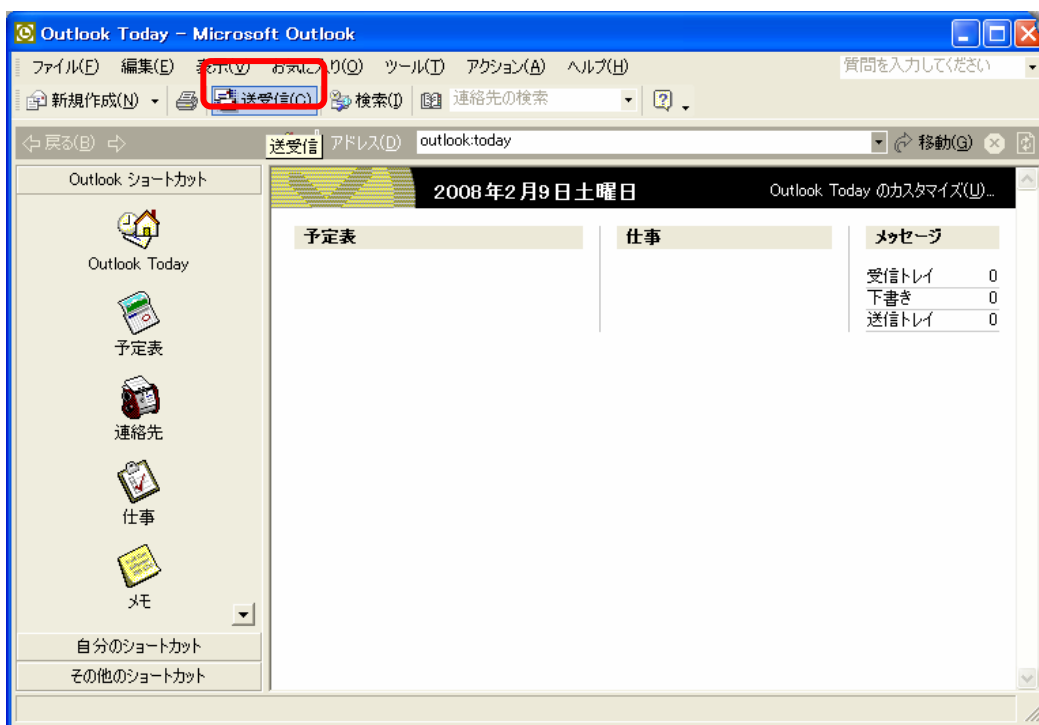 Outlook Today - Microsoft Outlook
ファイル(F) 編集(E) 表示(V) お気に入り(O) ツール(T) アクション(A) ヘルプ(H) 質問を入力してください
新規作成(N) 送受信(C) 検索(I) 連絡先の検索
戻る(B) 送受信 アドレス(D) outlook:today 移動(G)
Outlook ショートカット
2008年2月9日土曜日 Outlook Today のカスタマイズ(U)...
予定表 仕事 メッセージ
Outlook Today
受信トレイ 0
下書き 0
送信トレイ 0
予定表
連絡先
仕事
メモ
自分のショートカット
その他のショートカット